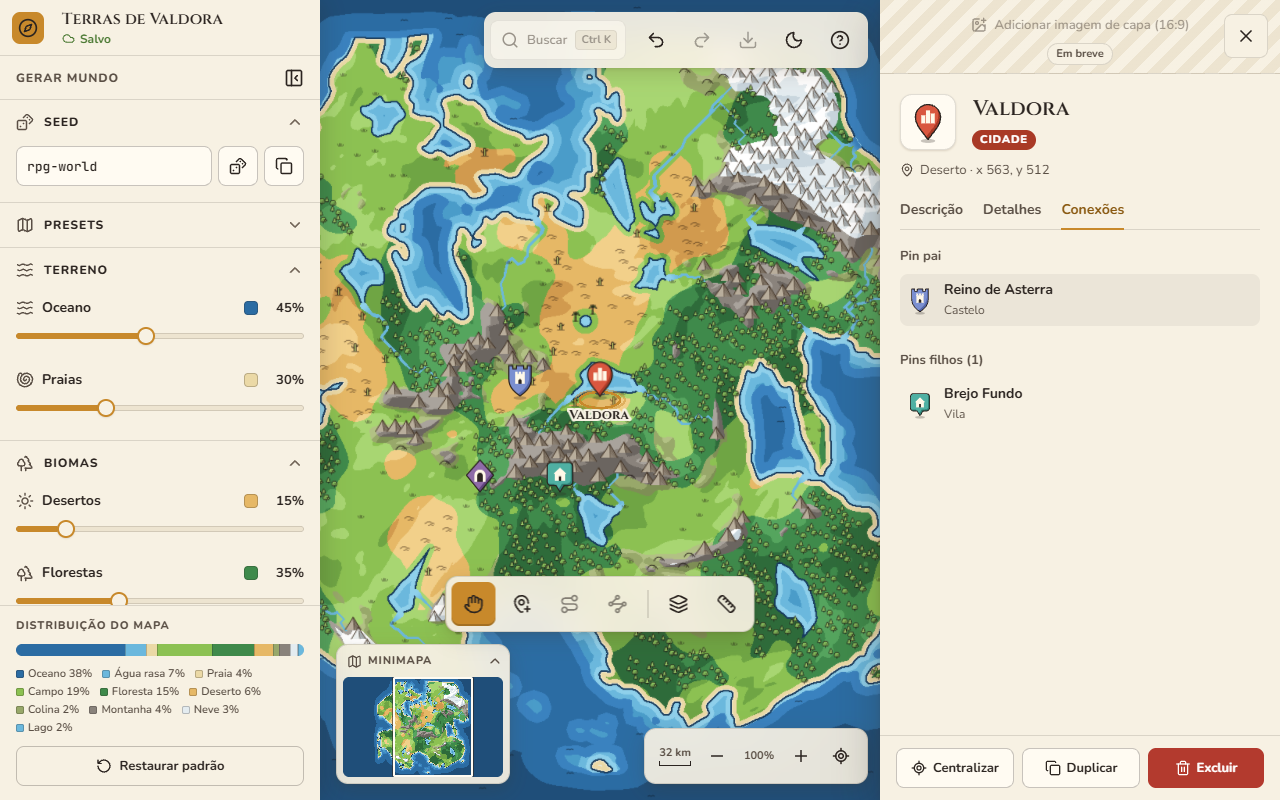 Terras de Valdora
Salvo
GERAR MUNDO
SEED
rpg-world
PRESETS
TERRENO
Oceano 45%
Praias 30%
BIOMAS
Desertos 15%
Florestas 35%
DISTRIBUIÇÃO DO MAPA
Oceano 38% Água rasa 7% Praia 4%
Campo 19% Floresta 15% Deserto 6%
Colina 2% Montanha 4% Neve 3%
Lago 2%
Restaurar padrão
Buscar Ctrl K
Valdora
MINIMAPA
32 km 100%
Adicionar imagem de capa (16:9)
Em breve
Valdora
CIDADE
Deserto · x 563, y 512
Descrição Detalhes Conexões
Pin pai
Reino de Asterra
Castelo
Pins filhos (1)
Brejo Fundo
Vila
Centralizar Duplicar Excluir